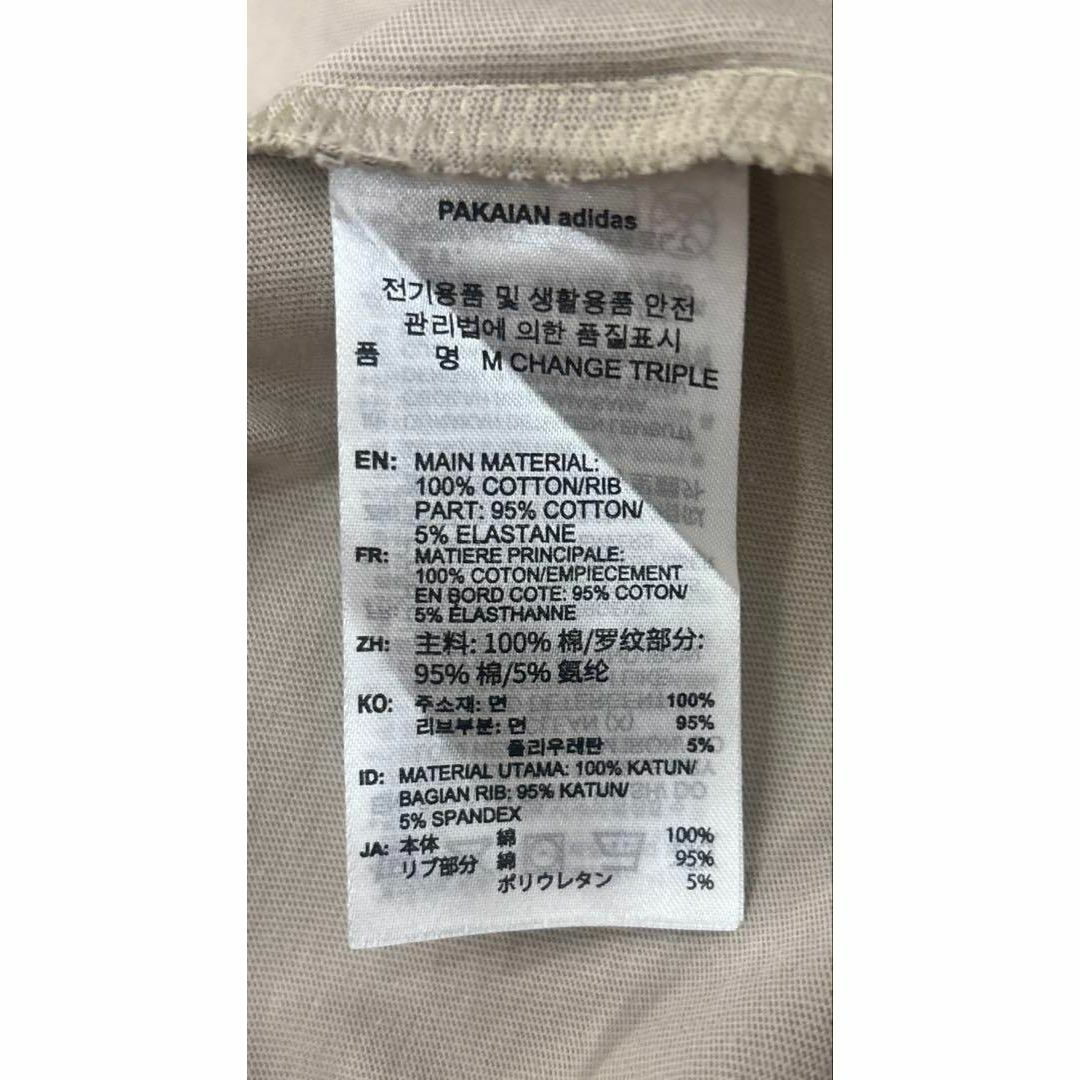 PAKAIAN adidas
전기용품 및 생활용품 안전
관리법에 의한 품질표시
품 명 M CHANGE TRIPLE
EN: MAIN MATERIAL:
100% COTTON/RIB
PART: 95% COTTON/
5% ELASTANE
FR: MATIERE PRINCIPALE:
100% COTON/EMPIECEMENT
EN BORD COTE: 95% COTON/
5% ÉLASTHANNE
ZH: 主料: 100% 棉/罗纹部分:
95% 棉/5% 氨纶
KO: 주소재: 면 100%
리브부분: 면 95%
폴리우레탄 5%
ID: MATERIAL UTAMA: 100% KATUN/
BAGIAN RIB: 95% KATUN/
5% SPANDEX
JA: 本体 綿 100%
リブ部分 綿 95%
ポリウレタン 5%